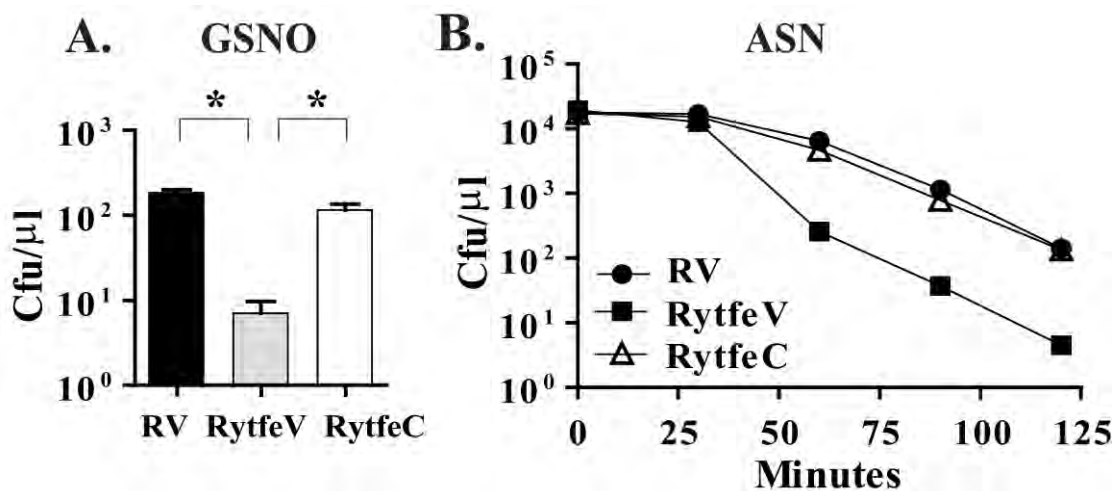 A. GSNO
* *
Cfu/μl
10³
10²
10¹
10⁰
RV RytfeV RytfeC
B. ASN
Cfu/μl
10⁵
10⁴
10³
10²
10¹
10⁰
RV
RytfeV
RytfeC
0 25 50 75 100 125
Minutes